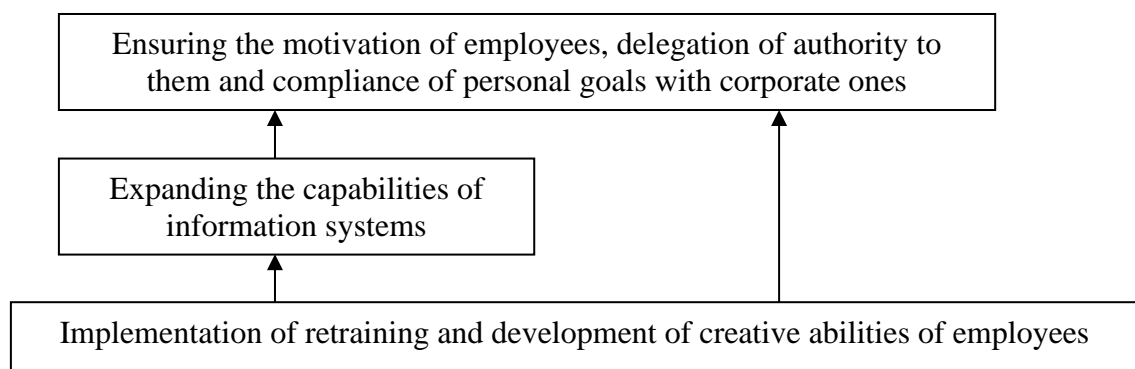 Ensuring the motivation of employees, delegation of authority to
them and compliance of personal goals with corporate ones
Expanding the capabilities of
information systems
Implementation of retraining and development of creative abilities of employees